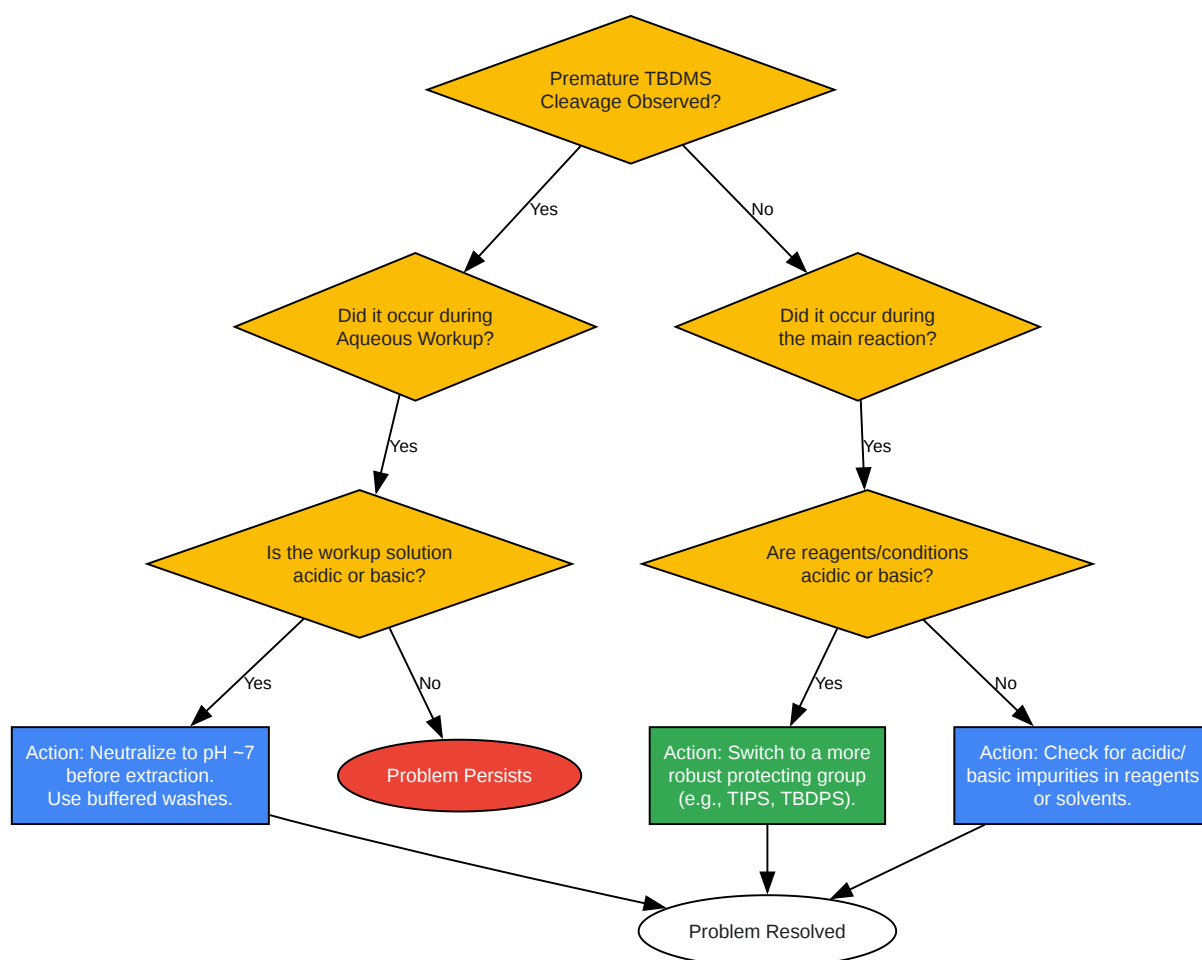 Premature TBDMS
Cleavage Observed?
Yes
No
Did it occur during
Aqueous Workup?
Did it occur during
the main reaction?
Yes
Yes
Is the workup solution
acidic or basic?
Are reagents/conditions
acidic or basic?
Yes
No
Yes
No
Action: Neutralize to pH ~7
before extraction.
Use buffered washes.
Problem Persists
Action: Switch to a more
robust protecting group
(e.g., TIPS, TBDPS).
Action: Check for acidic/
basic impurities in reagents
or solvents.
Problem Resolved